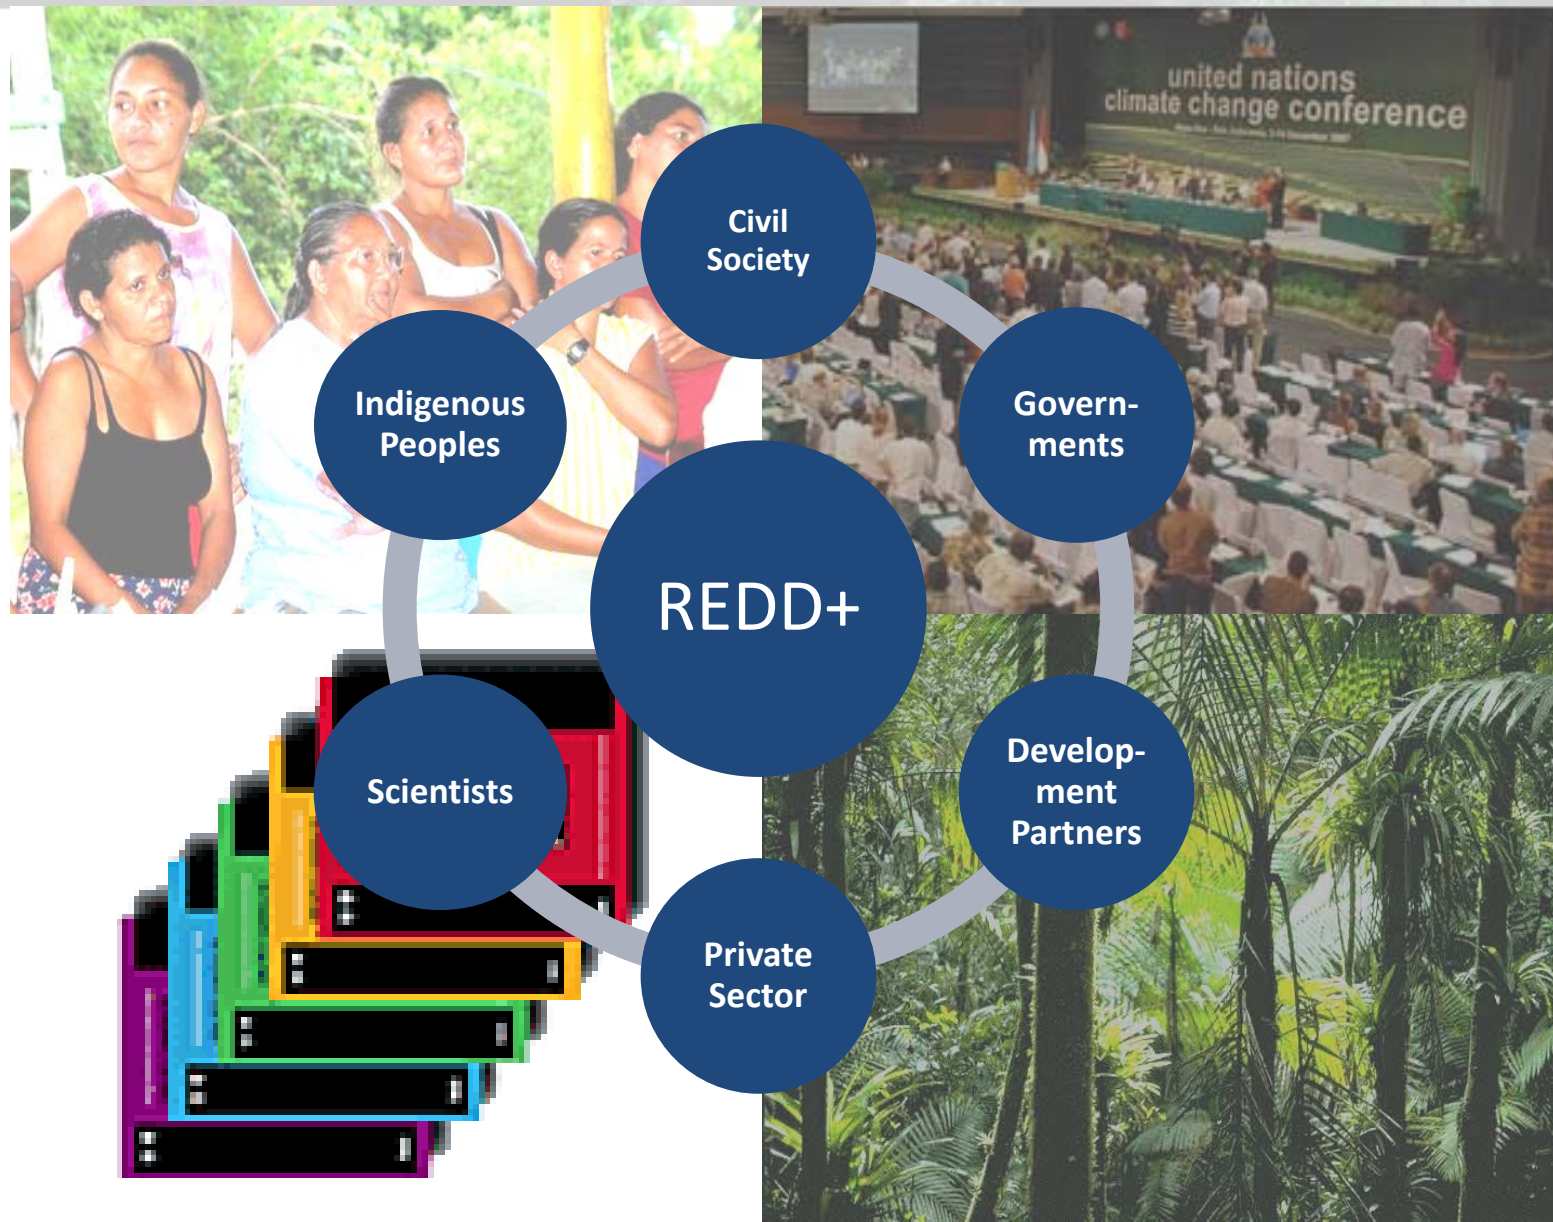 united nations
climate change conference
Civil
Society
Indigenous
Peoples
Govern-
ments
REDD+
Scientists
Develop-
ment
Partners
Private
Sector